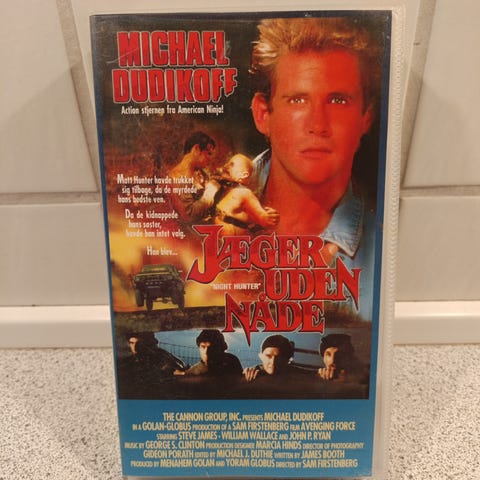 MICHAEL
DUDIKOFF
Action stjernen fra American Ninja!
Matt Hunter havde trukket
sig tilbage, da de myrdede
hans bedste ven.
Da de kidnappede
hans søster,
havde han intet valg.
Han blev...
JÆGER
"NIGHT HUNTER" UDEN
NÅDE
THE CANNON GROUP, INC. PRESENTS MICHAEL DUDIKOFF
IN A GOLAN-GLOBUS PRODUCTION OF A SAM FIRSTENBERG FILM AVENGING FORCE
STARRING STEVE JAMES - WILLIAM WALLACE AND JOHN P. RYAN
MUSIC BY GEORGE S. CLINTON PRODUCTION DESIGNER MARCIA HINDS DIRECTOR OF PHOTOGRAPHY
GIDEON PORATH EDITED BY MICHAEL J. DUTHIE WRITTEN BY JAMES BOOTH
PRODUCED BY MENAHEM GOLAN AND YORAM GLOBUS DIRECTED BY SAM FIRSTENBERG